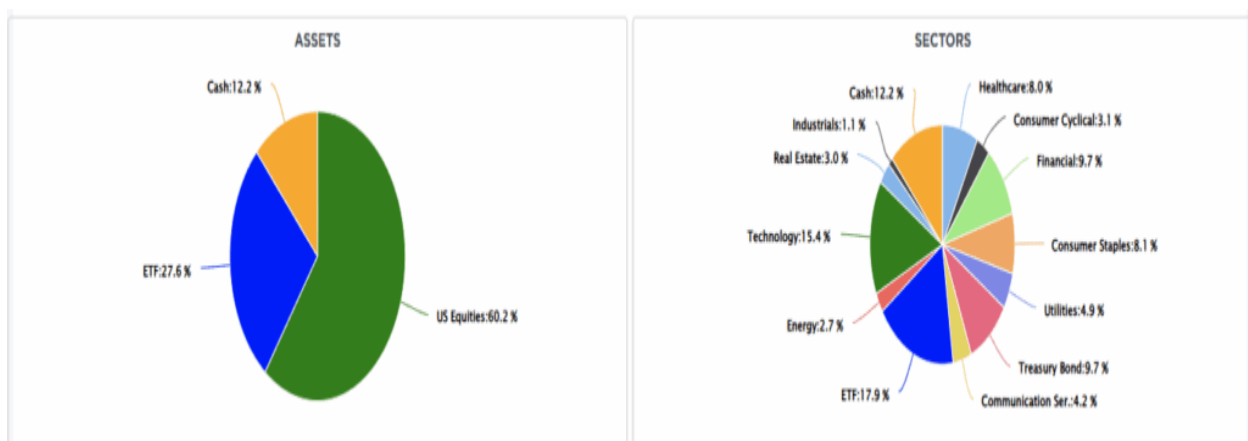 ASSETS
Cash:12.2 %
ETF:27.6 %
US Equities:60.2 %
SECTORS
Healthcare:8.0 %
Consumer Cyclical:3.1 %
Financial:9.7 %
Consumer Staples:8.1 %
Utilities:4.9 %
Treasury Bond:9.7 %
Communication Ser.:4.2 %
ETF:17.9 %
Energy:2.7 %
Technology:15.4 %
Real Estate:3.0 %
Industrials:1.1 %
Cash:12.2 %